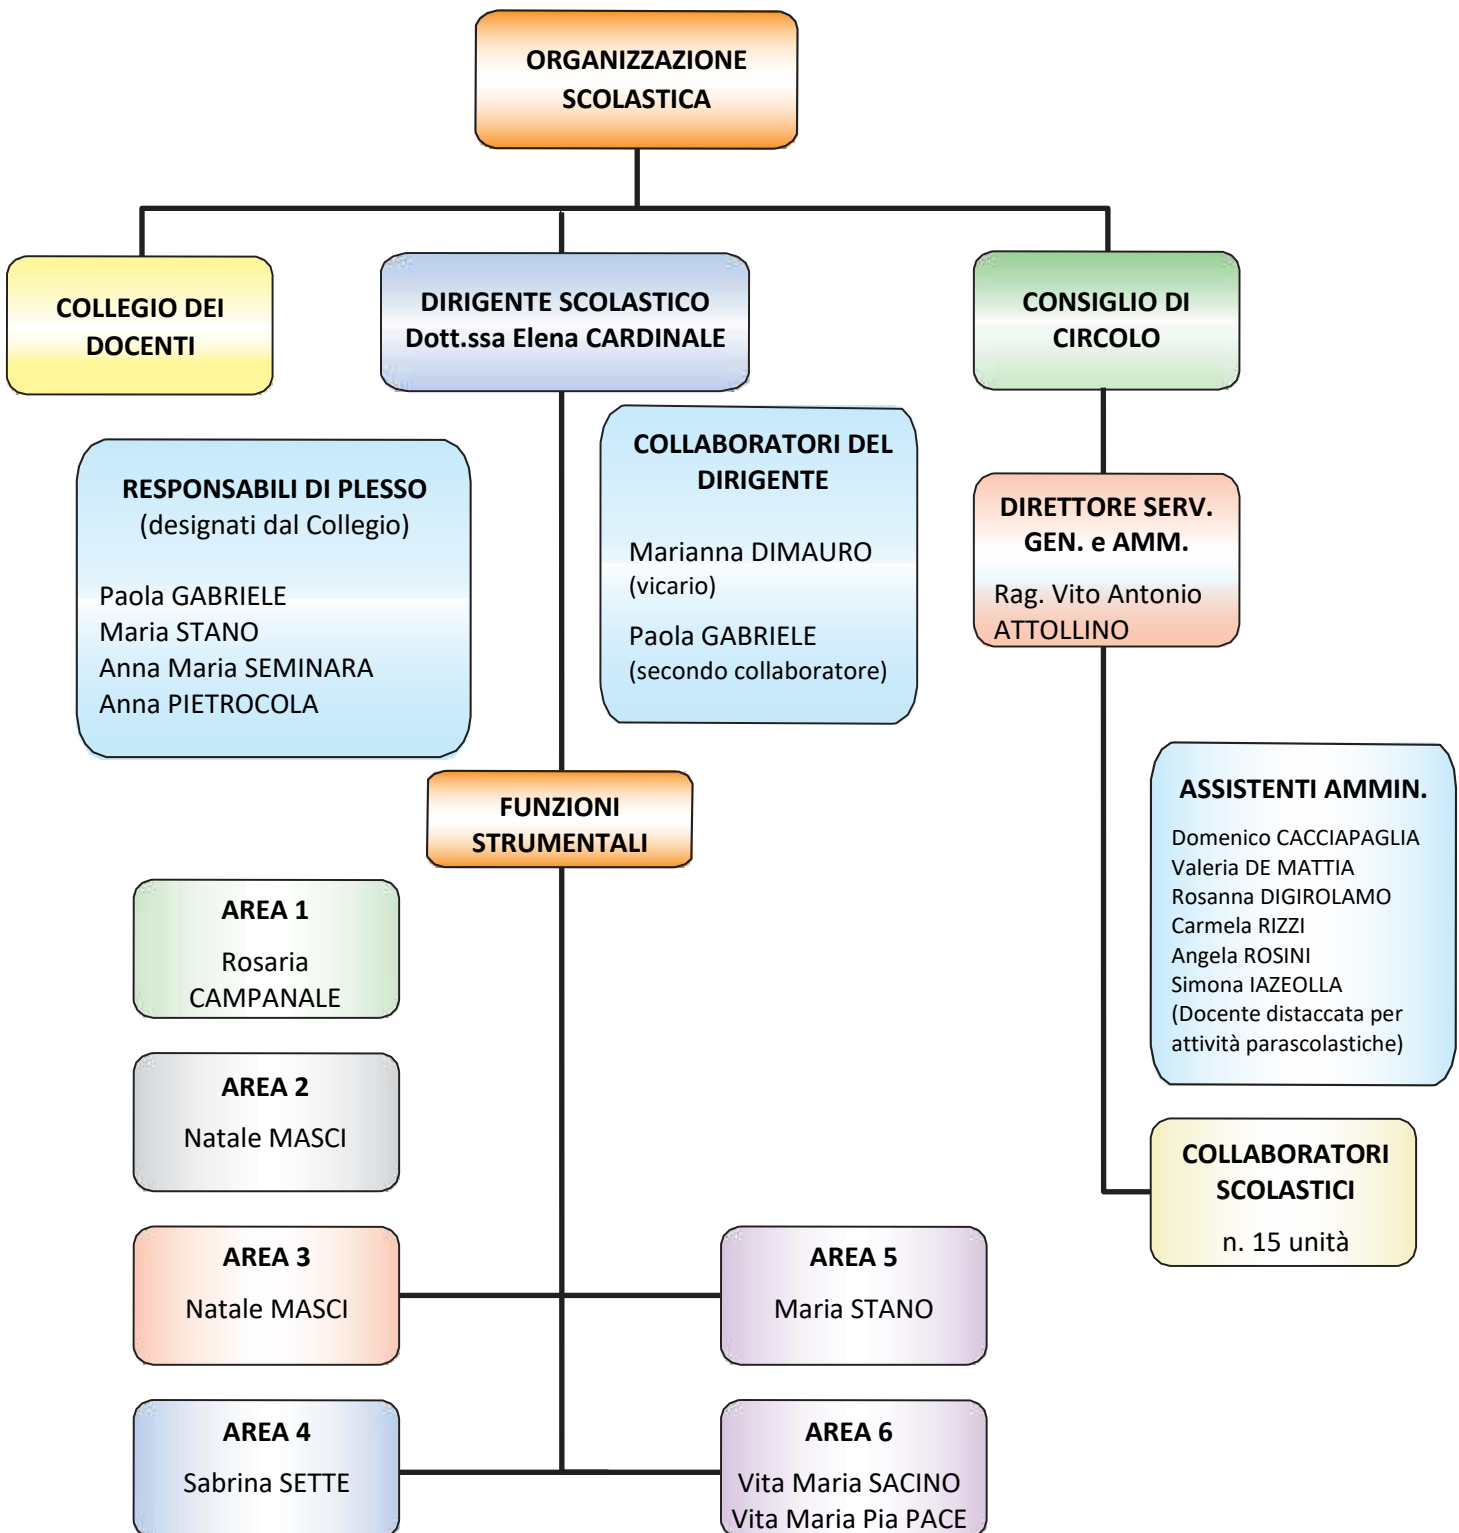 ORGANIZZAZIONE
SCOLASTICA
COLLEGIO DEI
DOCENTI
DIRIGENTE SCOLASTICO
Dott.ssa Elena CARDINALE
CONSIGLIO DI
CIRCOLO
RESPONSABILI DI PLESSO
(designati dal Collegio)
Paola GABRIELE
Maria STANO
Anna Maria SEMINARA
Anna PIETROCOLA
COLLABORATORI DEL
DIRIGENTE
Marianna DIMAURO
(vicario)
Paola GABRIELE
(secondo collaboratore)
DIRETTORE SERV.
GEN. e AMM.
Rag. Vito Antonio
ATTOLLINO
FUNZIONI
STRUMENTALI
ASSISTENTI AMMIN.
Domenico CACCIAPAGLIA
Valeria DE MATTIA
Rosanna DIGIROLAMO
Carmela RIZZI
Angela ROSINI
Simona IAZEOLLA
(Docente distaccata per
attività parascolastiche)
AREA 1
Rosaria
CAMPANALE
AREA 2
Natale MASCI
COLLABORATORI
SCOLASTICI
n. 15 unità
AREA 3
Natale MASCI
AREA 5
Maria STANO
AREA 4
Sabrina SETTE
AREA 6
Vita Maria SACINO
Vita Maria Pia PACE